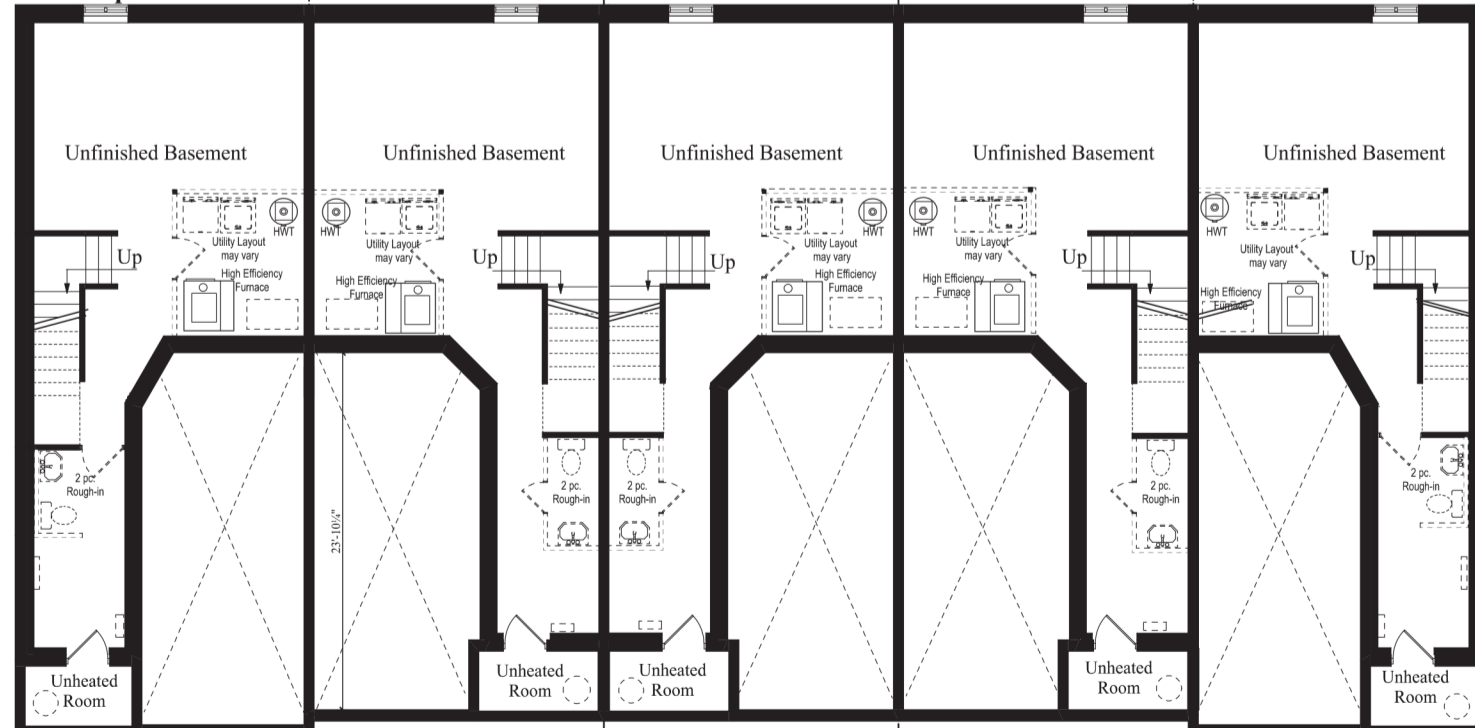 Unfinished Basement
Unfinished Basement
Unfinished Basement
Unfinished Basement
Unfinished Basement
HWT
Utility Layout
may vary
High Efficiency
Furnace
Up
HWT
Utility Layout
may vary
High Efficiency
Furnace
Up
Up
HWT
Utility Layout
may vary
High Efficiency
Furnace
HWT
Utility Layout
may vary
High Efficiency
Furnace
Up
HWT
Utility Layout
may vary
High Efficiency
Furnace
Up
2 pc.
Rough-in
23'-10¼"
2 pc.
Rough-in
2 pc.
Rough-in
2 pc.
Rough-in
2 pc.
Rough-in
Unheated
Room
Unheated
Room
Unheated
Room
Unheated
Room
Unheated
Room